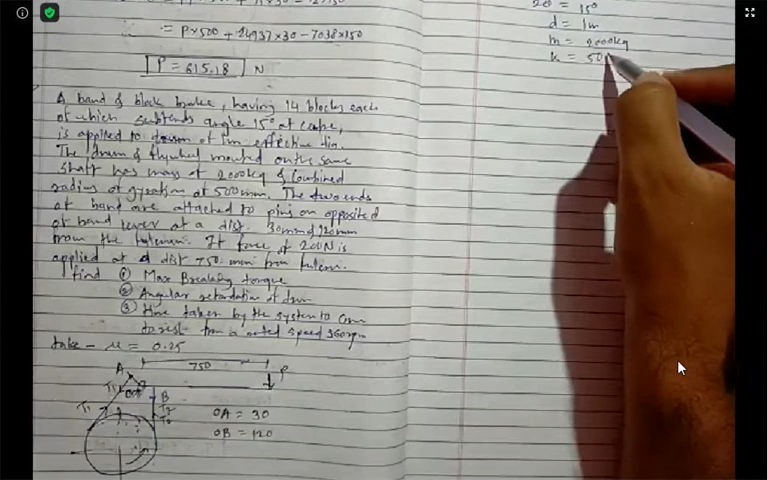 = P×500 + 24937×30 - 7038×150
P = 615.18 N
A band & block brake, having 14 blocks each
of which subtends angle 15° at centre,
is applied to drum of 1m effective dia.
The drum & flywheel mounted on the same
shaft has mass of 2000kg & Combined
radius of gyration of 500mm. The two ends
of band are attached to pins on opposited
of band lever at a dist. 30mm & 120mm
from the fulcrum. If force of 200N is
applied at a dist 750 mm from fulcrum.
find ① Max Breaking torque
② Angular retardation of drum
③ time taken by the system to Come
to rest from a rated speed 360rpm
take - μ = 0.25
750
P
A
T1
B
T2
T1
T2
OA = 30
OB = 120
2θ = 15°
d = 1m
m = 2000kg
k = 50